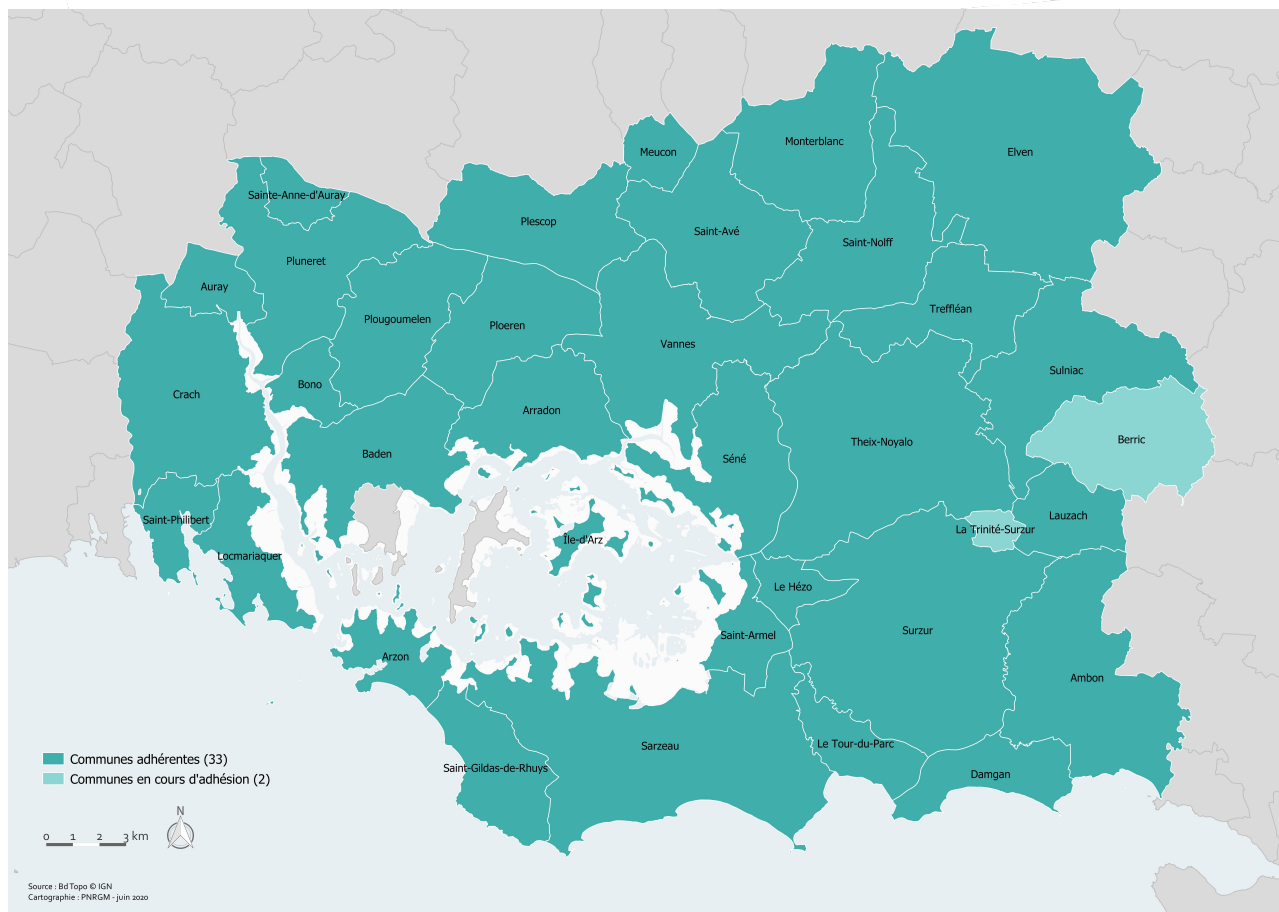 Monterblanc
Meucon
Elven
Sainte-Anne-d'Auray
Plescop
Saint-Avé
Saint-Nolff
Pluneret
Auray
Treffléan
Plougoumelen
Ploeren
Vannes
Sulniac
Bono
Crach
Arradon
Berric
Theix-Noyalo
Baden
Séné
Lauzach
Saint-Philibert
La Trinité-Surzur
Île-d'Arz
Locmariaquer
Le Hézo
Surzur
Saint-Armel
Arzon
Ambon
Sarzeau
Le Tour-du-Parc
Saint-Gildas-de-Rhuys
Damgan
Communes adhérentes (33)
Communes en cours d'adhésion (2)
N
0 1 2 3 km
Source : Bd Topo © IGN
Cartographie : PNRGM - juin 2020